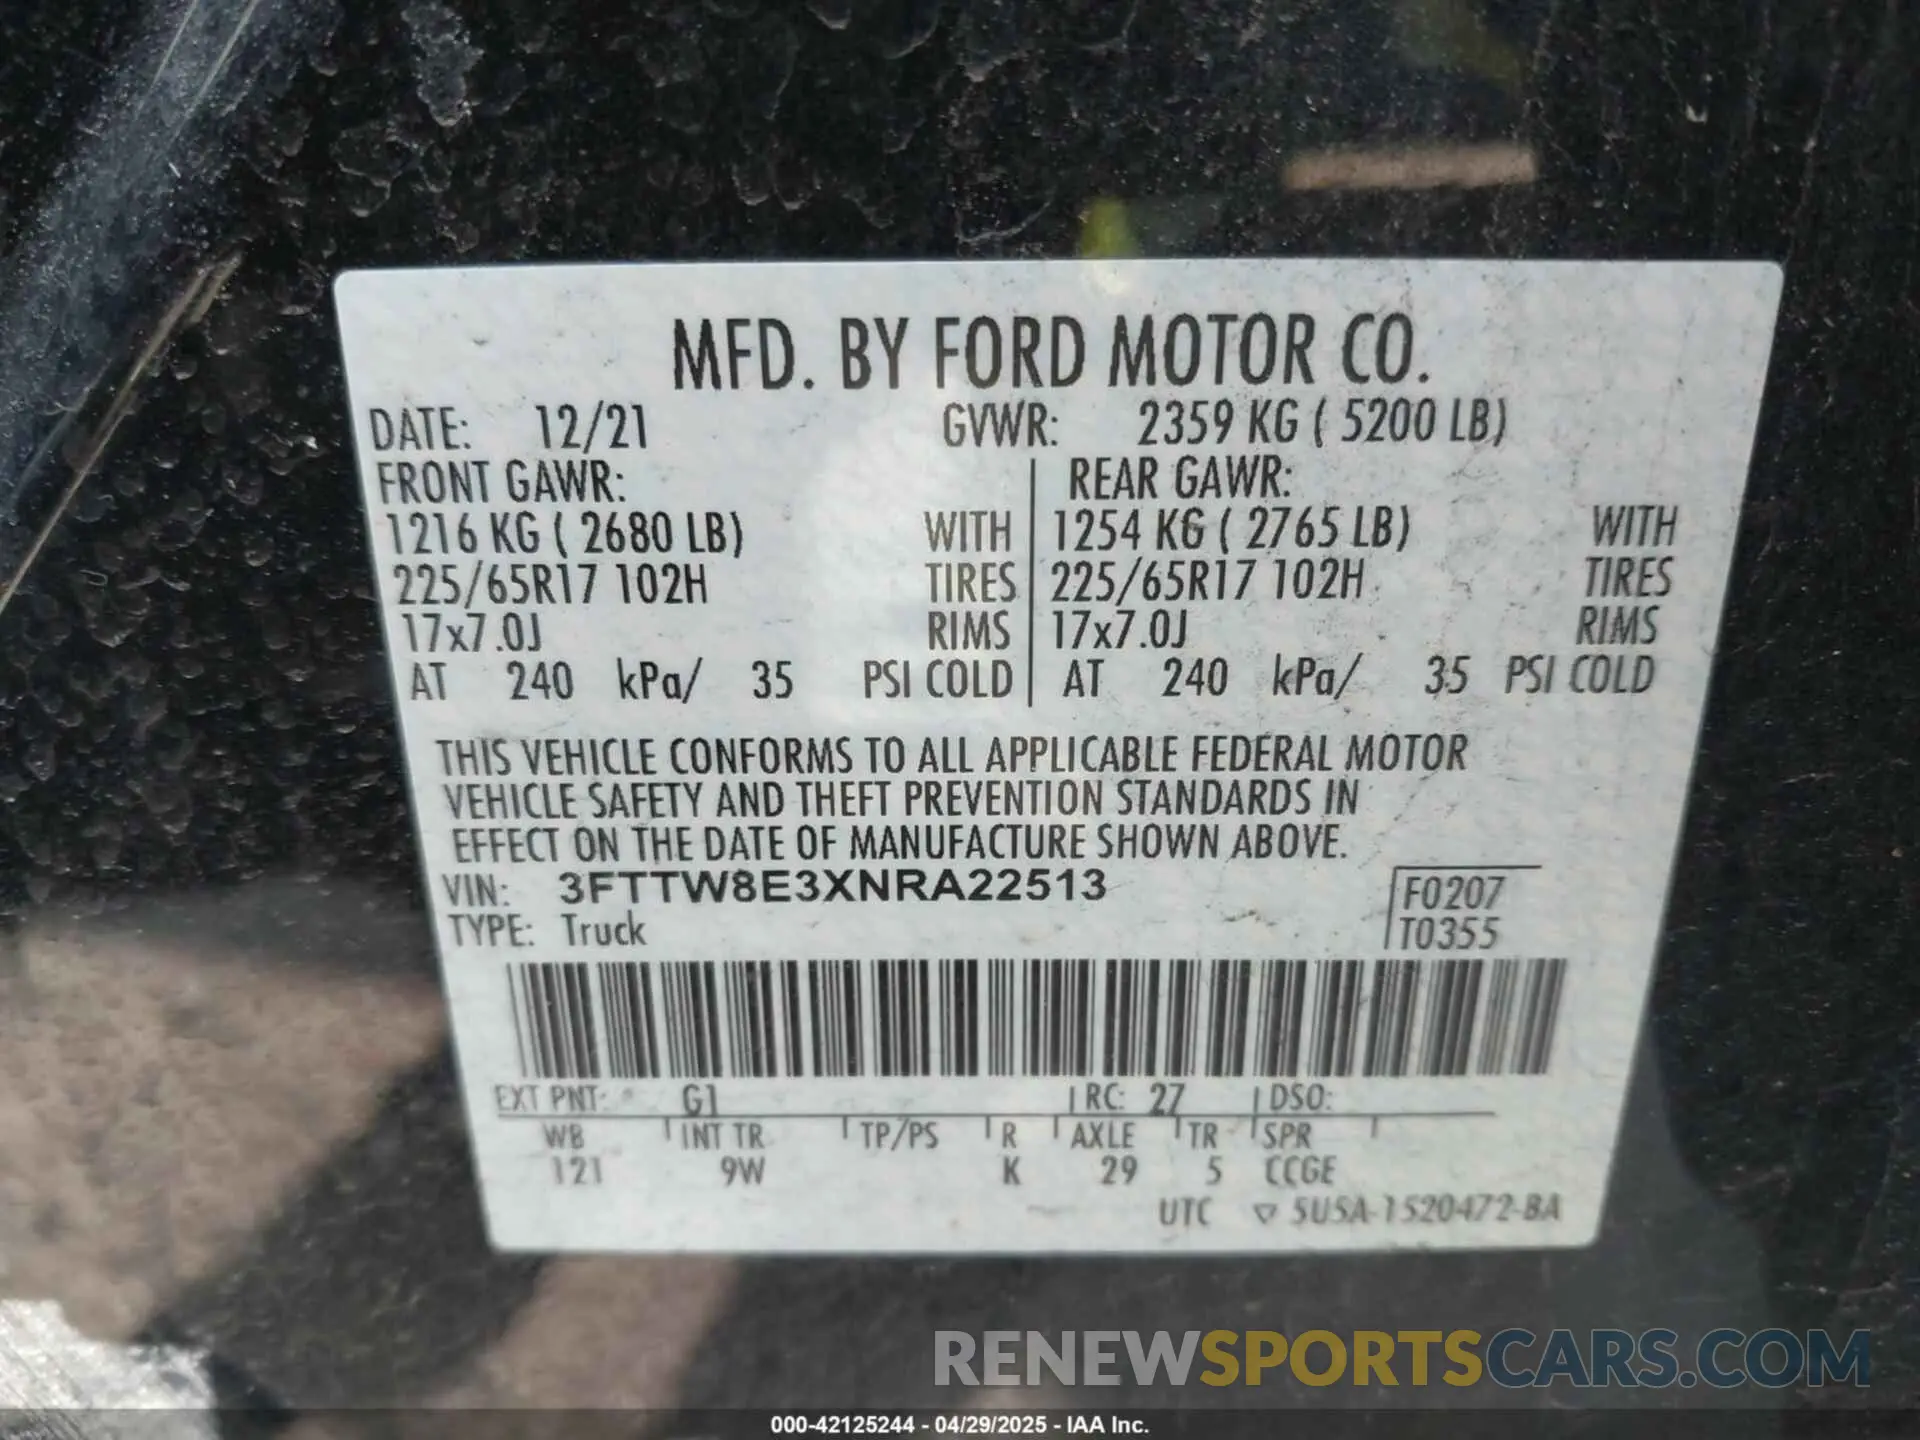 MFD. BY FORD MOTOR CO.
DATE: 12/21 GVWR: 2359 KG ( 5200 LB)
FRONT GAWR: REAR GAWR:
1216 KG ( 2680 LB) WITH 1254 KG ( 2765 LB) WITH
225/65R17 102H TIRES 225/65R17 102H TIRES
17x7.0J RIMS 17x7.0J RIMS
AT 240 kPa/ 35 PSI COLD AT 240 kPa/ 35 PSI COLD
THIS VEHICLE CONFORMS TO ALL APPLICABLE FEDERAL MOTOR
VEHICLE SAFETY AND THEFT PREVENTION STANDARDS IN
EFFECT ON THE DATE OF MANUFACTURE SHOWN ABOVE.
VIN: 3FTTW8E3XNRA22513 F0207
TYPE: Truck T0355
EXT PNT: G1 RC: 27 DSO:
WB INT TR TP/PS R AXLE TR SPR
121 9W K 29 5 CCGE
UTC ▽ 5USA-1520472-BA
RENEWSPORTSCARS.COM
000-42125244 - 04/29/2025 - IAA Inc.